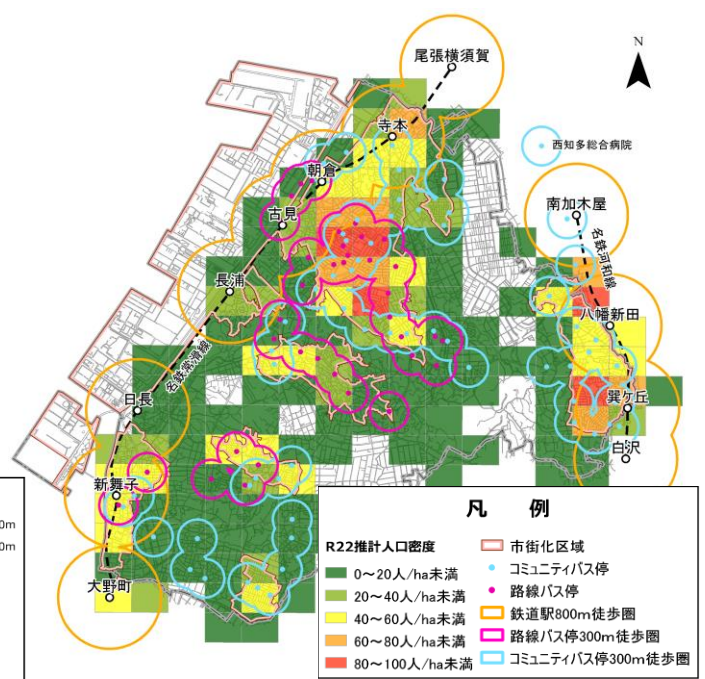 尾張横須賀
N
寺本
西知多総合病院
朝倉
南加木屋
古見
名鉄河和線
長浦
八幡新田
名鉄常滑線
日長
巽ヶ丘
白沢
新舞子
0m
0m
大野町
凡 例
R22推計人口密度
0~20人/ha未満
20~40人/ha未満
40~60人/ha未満
60~80人/ha未満
80~100人/ha未満
市街化区域
コミュニティバス停
路線バス停
鉄道駅800m徒歩圏
路線バス停300m徒歩圏
コミュニティバス停300m徒歩圏